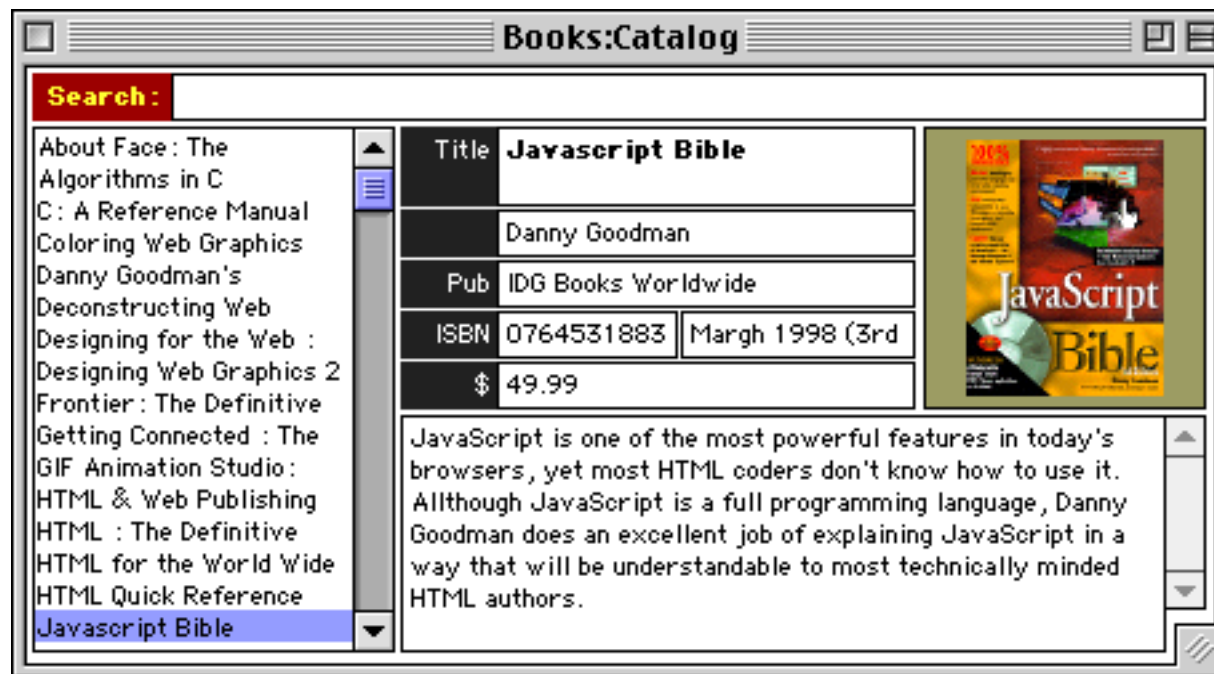 Books:Catalog
Search:
About Face: The
Algorithms in C
C: A Reference Manual
Coloring Web Graphics
Danny Goodman's
Deconstructing Web
Designing for the Web :
Designing Web Graphics 2
Frontier: The Definitive
Getting Connected : The
GIF Animation Studio:
HTML & Web Publishing
HTML : The Definitive
HTML for the World Wide
HTML Quick Reference
Javascript Bible
Title Javascript Bible
Danny Goodman
Pub IDG Books Worldwide
ISBN 0764531883 Margh 1998 (3rd
$ 49.99
100%
JavaScript
Bible
JavaScript is one of the most powerful features in today's
browsers, yet most HTML coders don't know how to use it.
Allthough JavaScript is a full programming language, Danny
Goodman does an excellent job of explaining JavaScript in a
way that will be understandable to most technically minded
HTML authors.